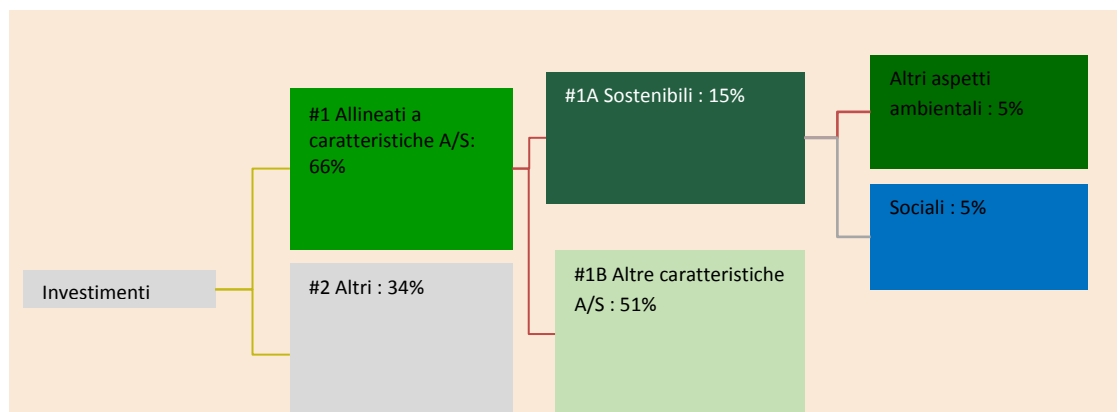 Investimenti
#1 Allineati a
caratteristiche A/S:
66%
#2 Altri : 34%
#1A Sostenibili : 15%
#1B Altre caratteristiche
A/S : 51%
Altri aspetti
ambientali : 5%
Sociali : 5%